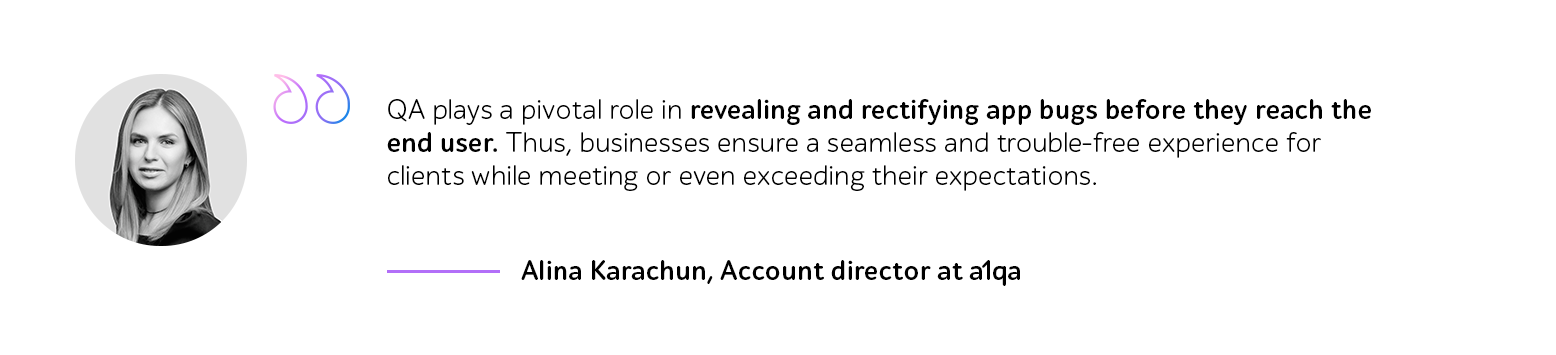 QA plays a pivotal role in revealing and rectifying app bugs before they reach the
end user. Thus, businesses ensure a seamless and trouble-free experience for
clients while meeting or even exceeding their expectations.
Alina Karachun, Account director at a1qa